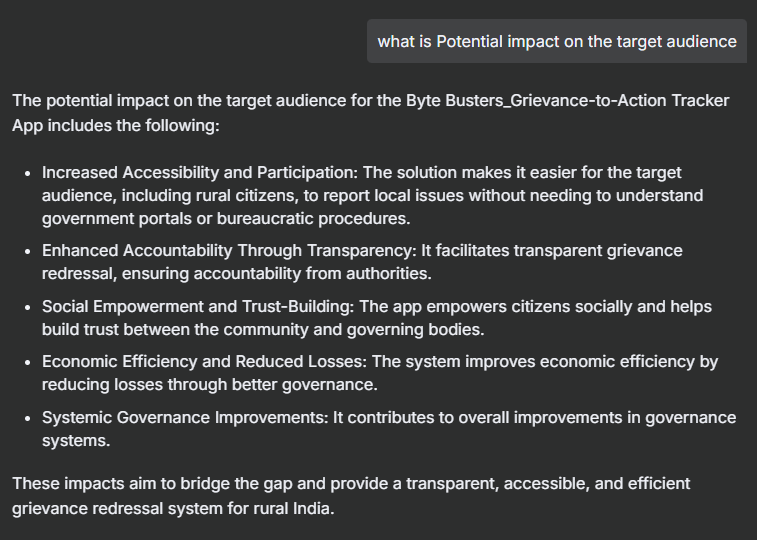 what is Potential impact on the target audience
The potential impact on the target audience for the Byte Busters_Grievance-to-Action Tracker
App includes the following:
• Increased Accessibility and Participation: The solution makes it easier for the target
audience, including rural citizens, to report local issues without needing to understand
government portals or bureaucratic procedures.
• Enhanced Accountability Through Transparency: It facilitates transparent grievance
redressal, ensuring accountability from authorities.
• Social Empowerment and Trust-Building: The app empowers citizens socially and helps
build trust between the community and governing bodies.
• Economic Efficiency and Reduced Losses: The system improves economic efficiency by
reducing losses through better governance.
• Systemic Governance Improvements: It contributes to overall improvements in governance
systems.
These impacts aim to bridge the gap and provide a transparent, accessible, and efficient
grievance redressal system for rural India.